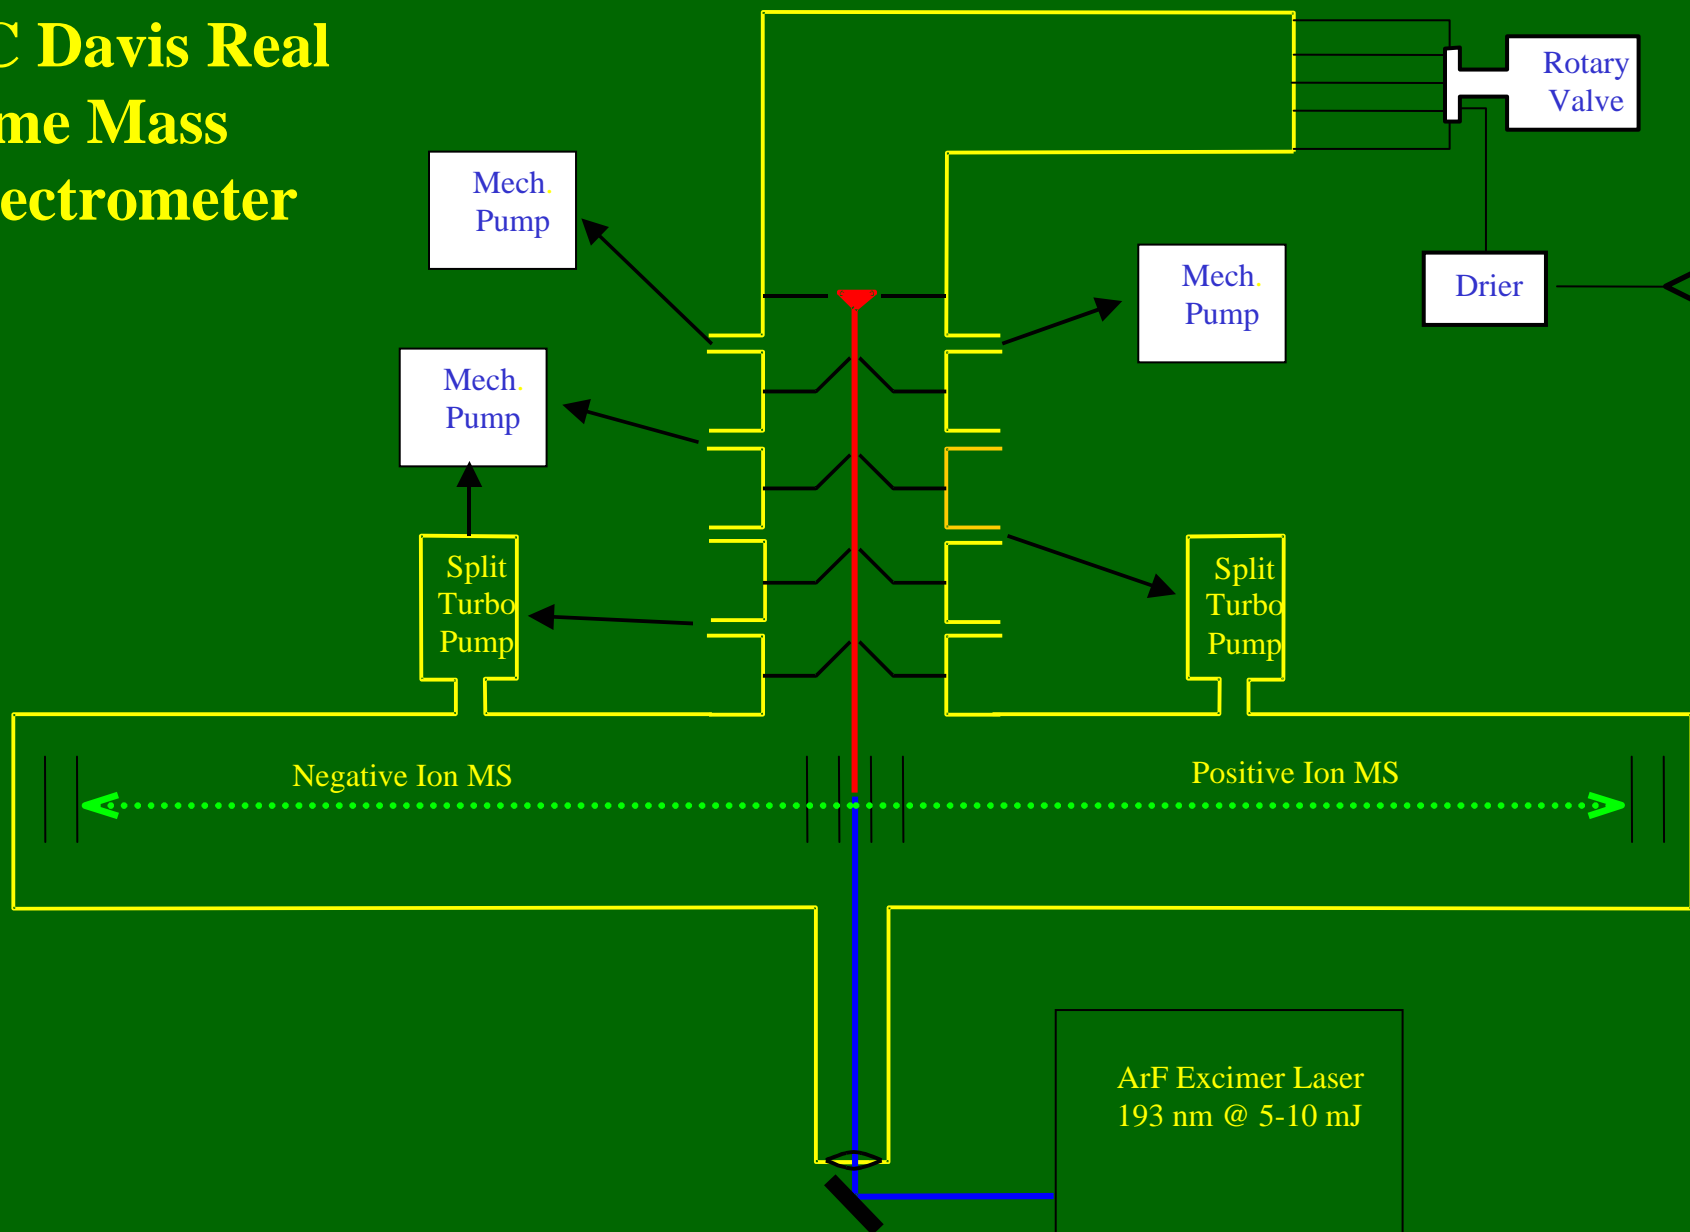 C Davis Real
me Mass
ectrometer
Rotary
Valve
Mech.
Pump
Mech.
Pump
Drier
Mech.
Pump
Split
Turbo
Pump
Split
Turbo
Pump
Negative Ion MS
Positive Ion MS
ArF Excimer Laser
193 nm @ 5-10 mJ